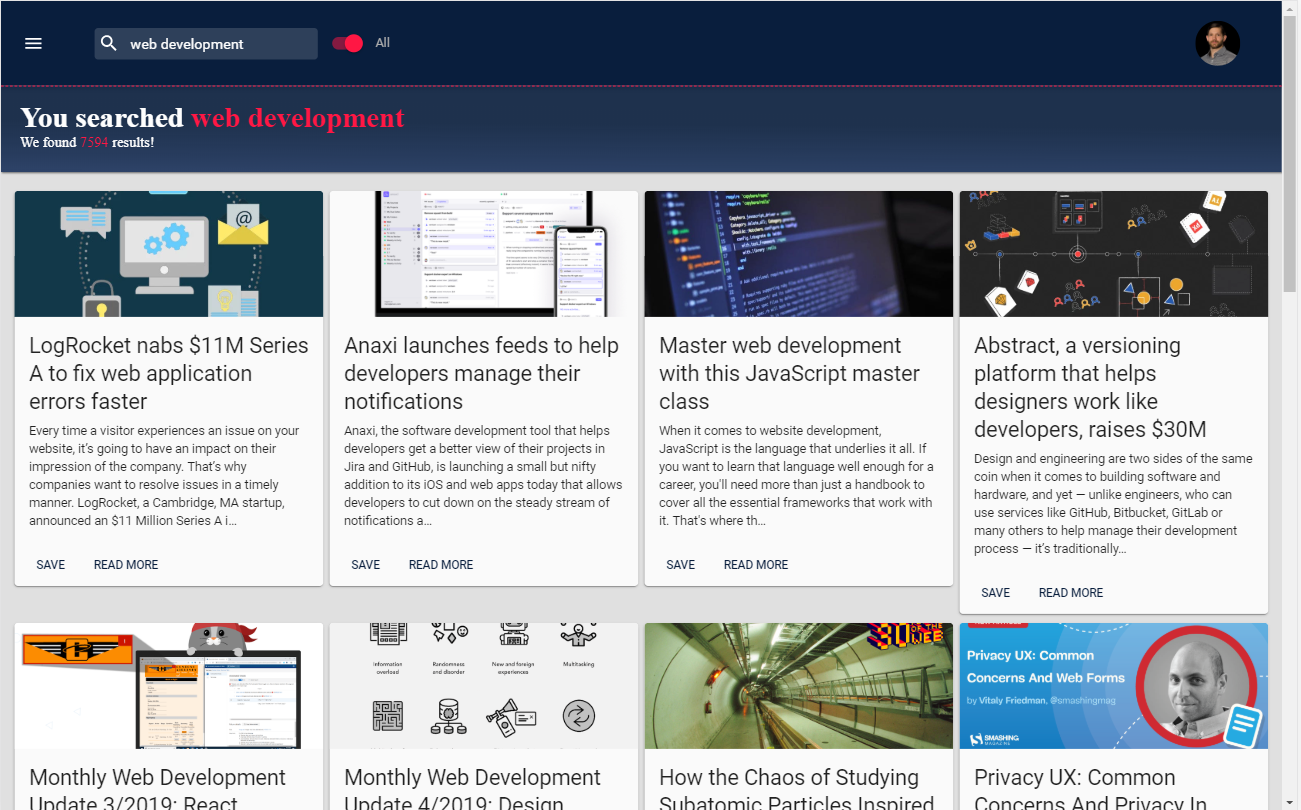 web development
All
You searched web development
We found 7594 results!
LogRocket nabs $11M Series
A to fix web application
errors faster
Every time a visitor experiences an issue on your
website, it's going to have an impact on their
impression of the company. That's why
companies want to resolve issues in a timely
manner. LogRocket, a Cambridge, MA startup,
announced an $11 Million Series A i...
SAVE READ MORE
Anaxi launches feeds to help
developers manage their
notifications
Anaxi, the software development tool that helps
developers get a better view of their projects in
Jira and GitHub, is launching a small but nifty
addition to its iOS and web apps today that allows
developers to cut down on the steady stream of
notifications a...
SAVE READ MORE
Master web development
with this JavaScript master
class
When it comes to website development,
JavaScript is the language that underlies it all. If
you want to learn that language well enough for a
career, you'll need more than just a handbook to
cover all the essential frameworks that work with
it. That's where th...
SAVE READ MORE
Abstract, a versioning
platform that helps
designers work like
developers, raises $30M
Design and engineering are two sides of the same
coin when it comes to building software and
hardware, and yet — unlike engineers, who can
use services like GitHub, Bitbucket, GitLab or
many others to help manage their development
process — it's traditionally...
SAVE READ MORE
Monthly Web Development
Update 3/2019: React
Information
overload
Randomness
and disorder
New and foreign
experiences
Multitasking
Monthly Web Development
Update 4/2019: Design
30
OF THE
WEB
How the Chaos of Studying
Subatomic Particles Inspired
Privacy UX: Common
Concerns And Web Forms
by Vitaly Friedman, @smashingmag
SMASHING
MAGAZINE
Privacy UX: Common
Concerns And Privacy In